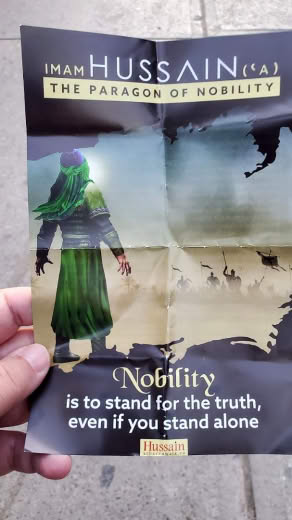 IMAM HUSSAIN (ʿA)
THE PARAGON OF NOBILITY
Nobility
is to stand for the truth,
even if you stand alone
Hussain